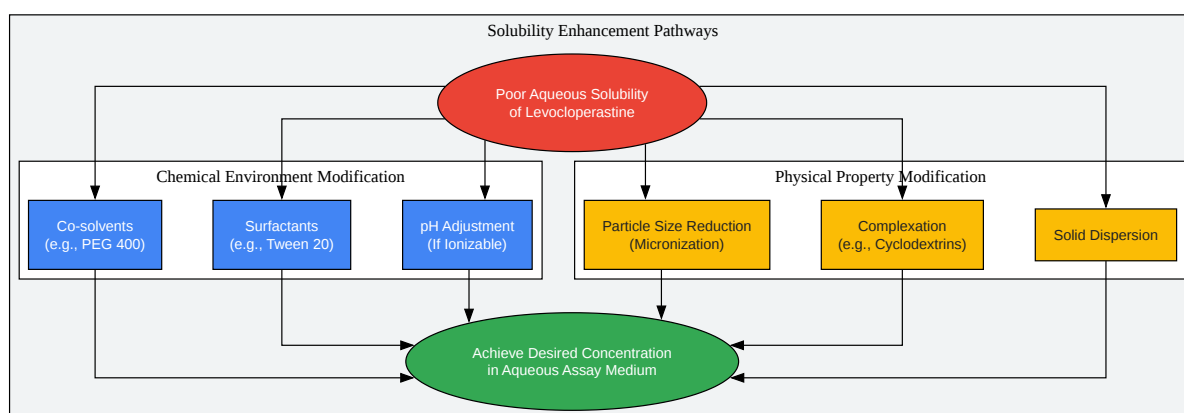 Solubility Enhancement Pathways
Poor Aqueous Solubility
of Levocloperastine
Chemical Environment Modification
Physical Property Modification
Co-solvents
(e.g., PEG 400)
Surfactants
(e.g., Tween 20)
pH Adjustment
(If Ionizable)
Particle Size Reduction
(Micronization)
Complexation
(e.g., Cyclodextrins)
Solid Dispersion
Achieve Desired Concentration
in Aqueous Assay Medium